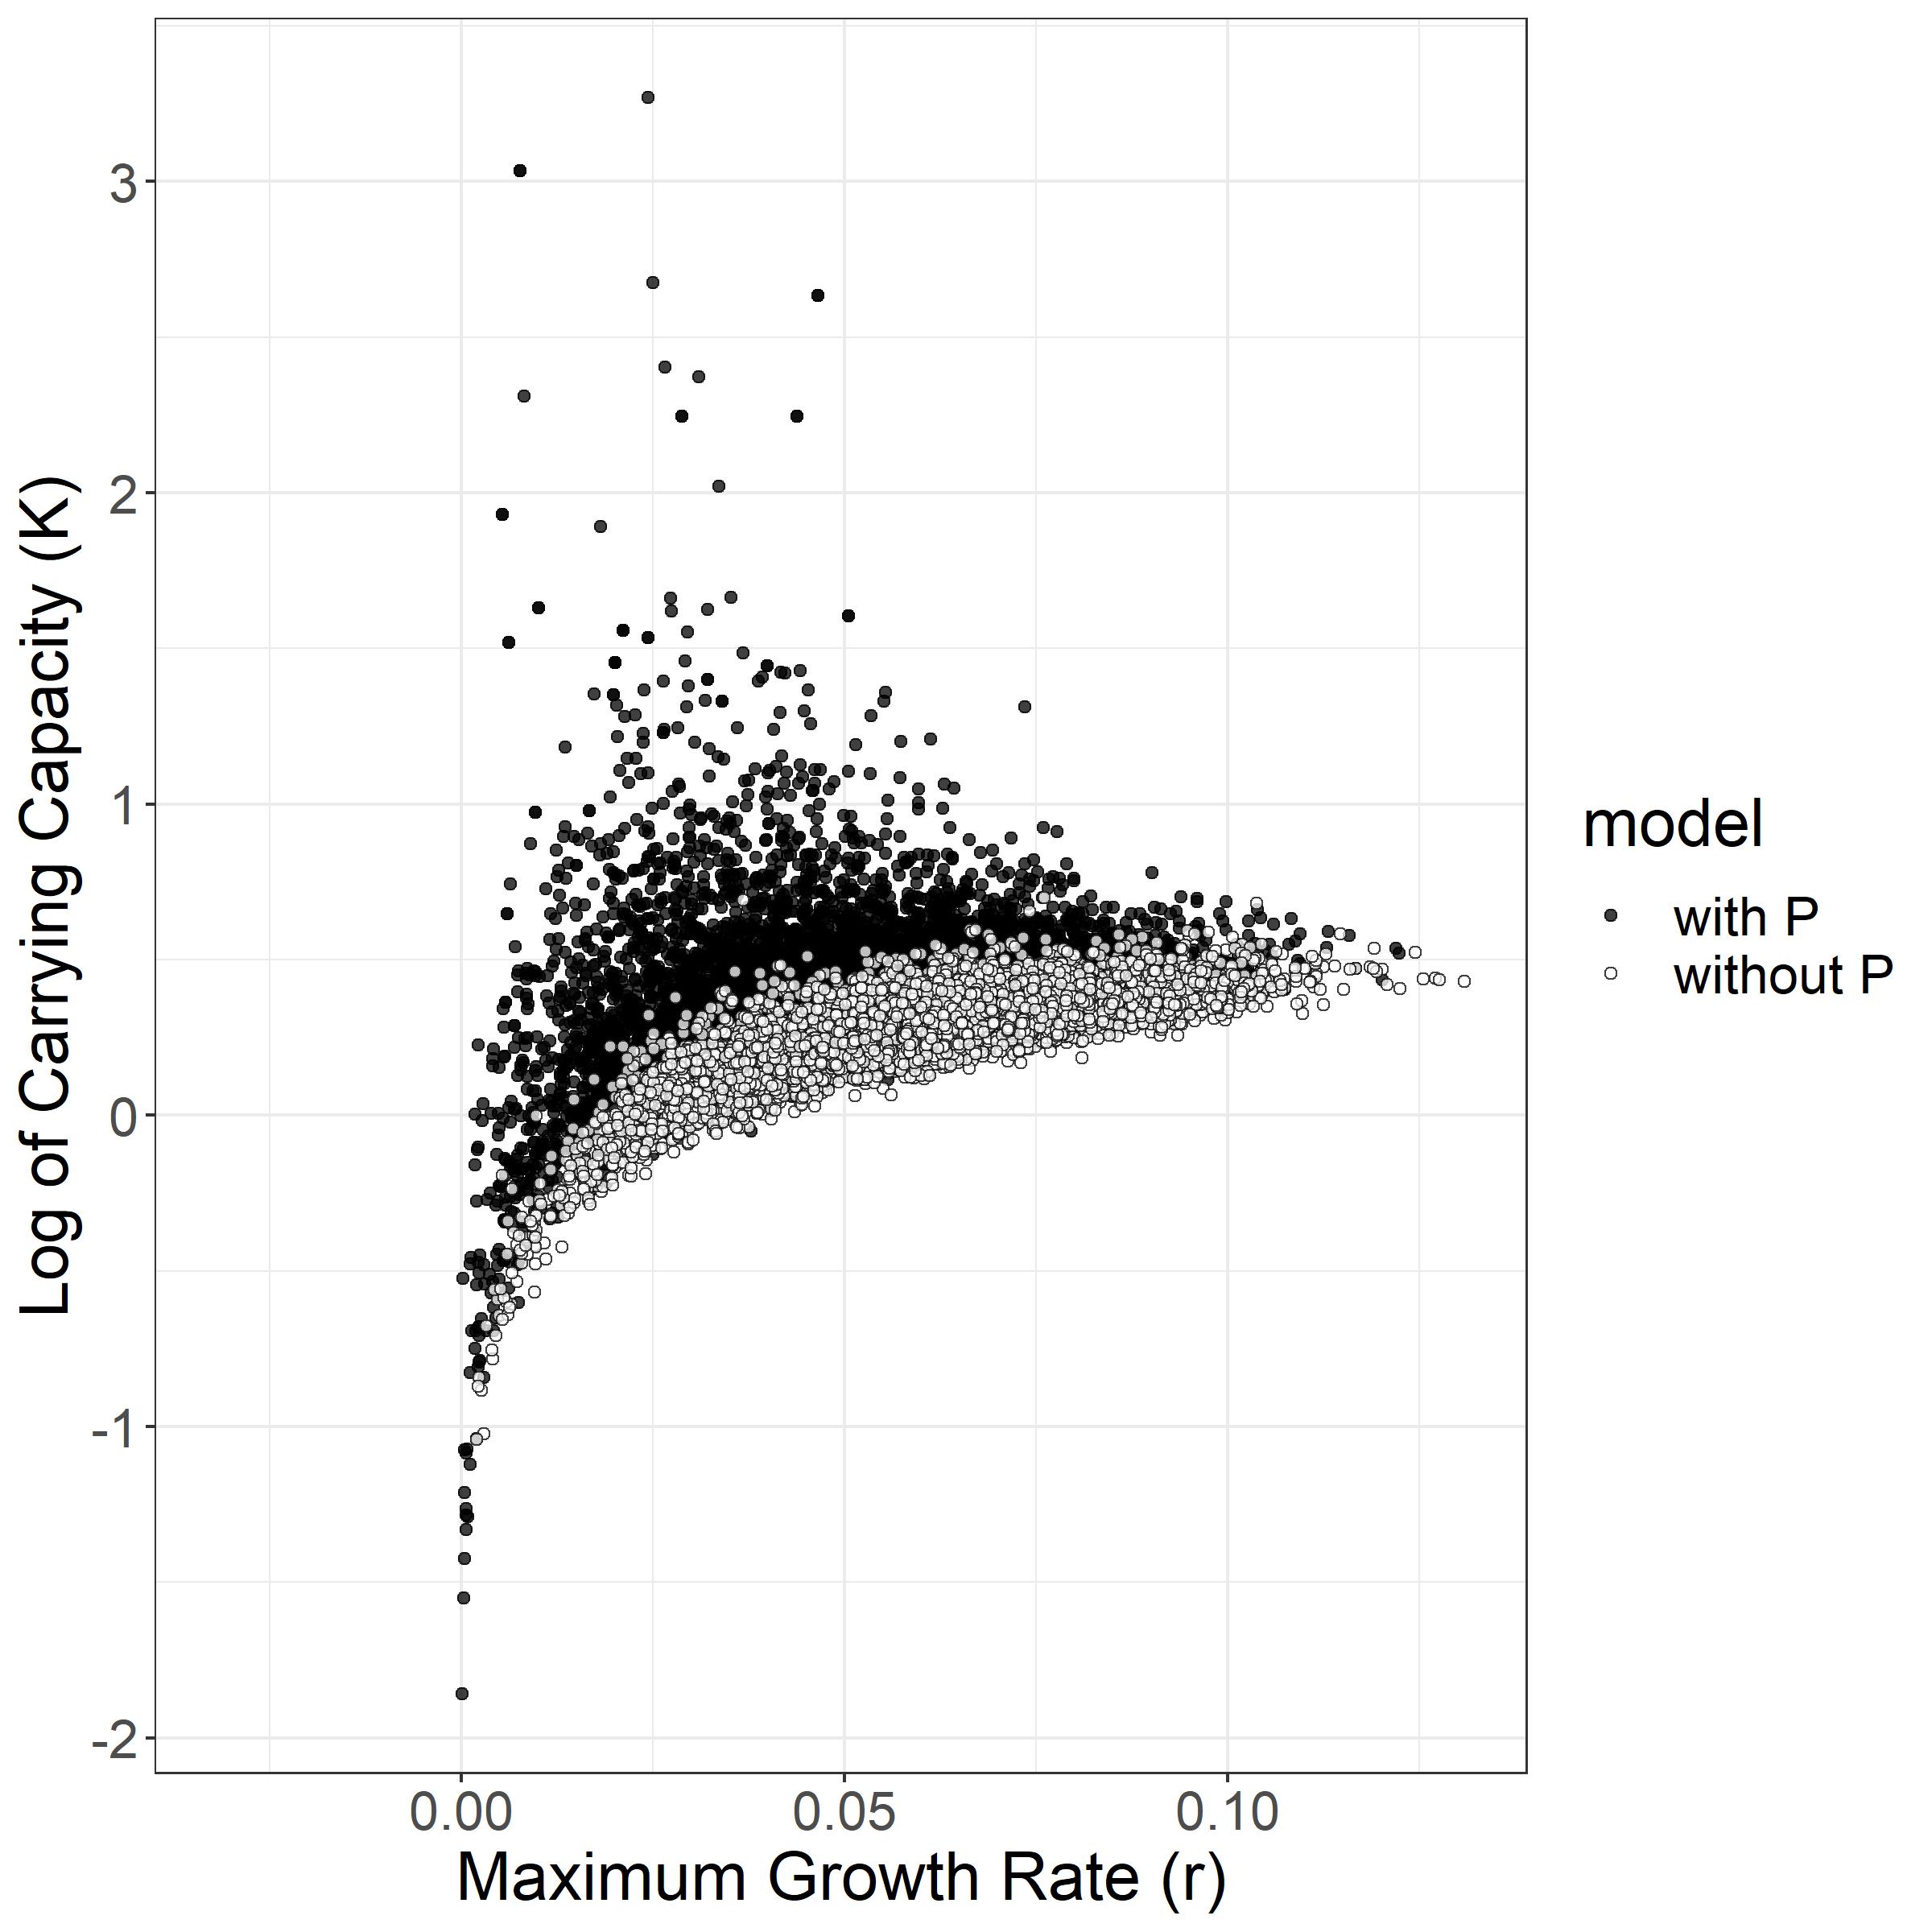 Log of Carrying Capacity (K)
3
2
1
0
-1
-2
0.00
0.05
0.10
Maximum Growth Rate (r)
model
with P
without P